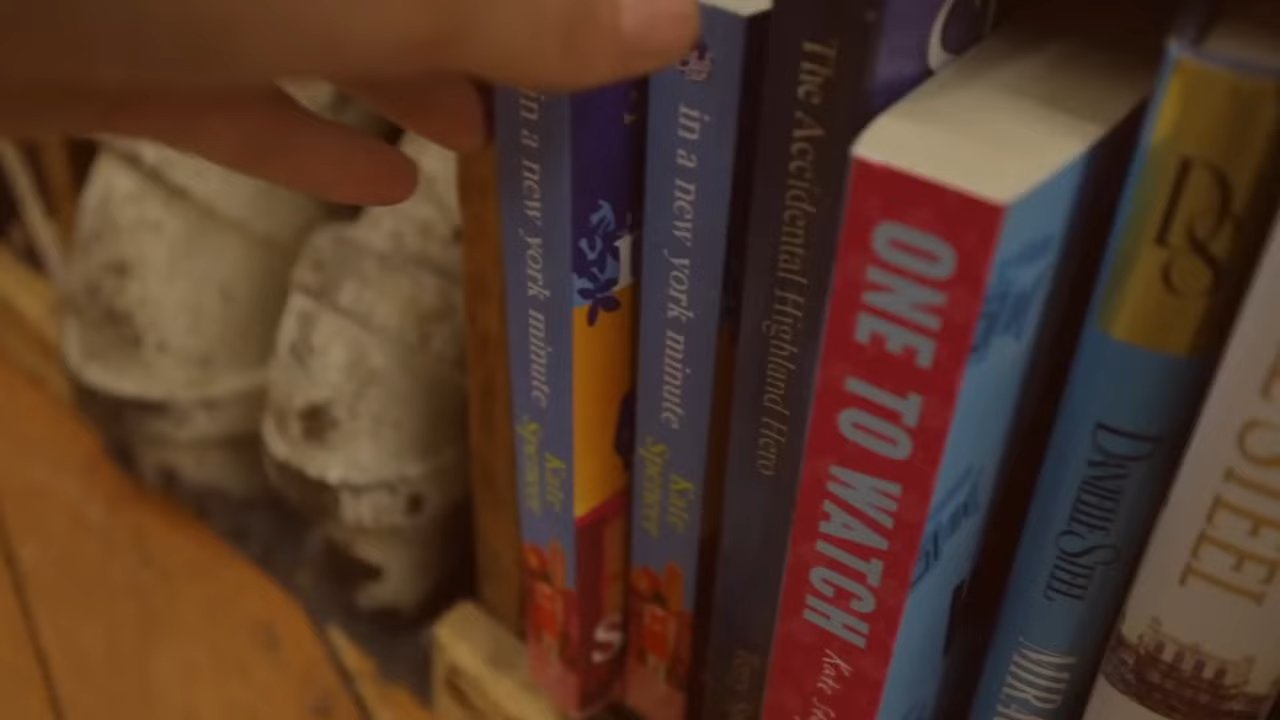 in a new york minute
Kate
Spencer
in a new york minute
Kate
Spencer
The Accidental Highland Hero
ONE TO WATCH
Kate
DS
DANIELLE STEEL
STEEL